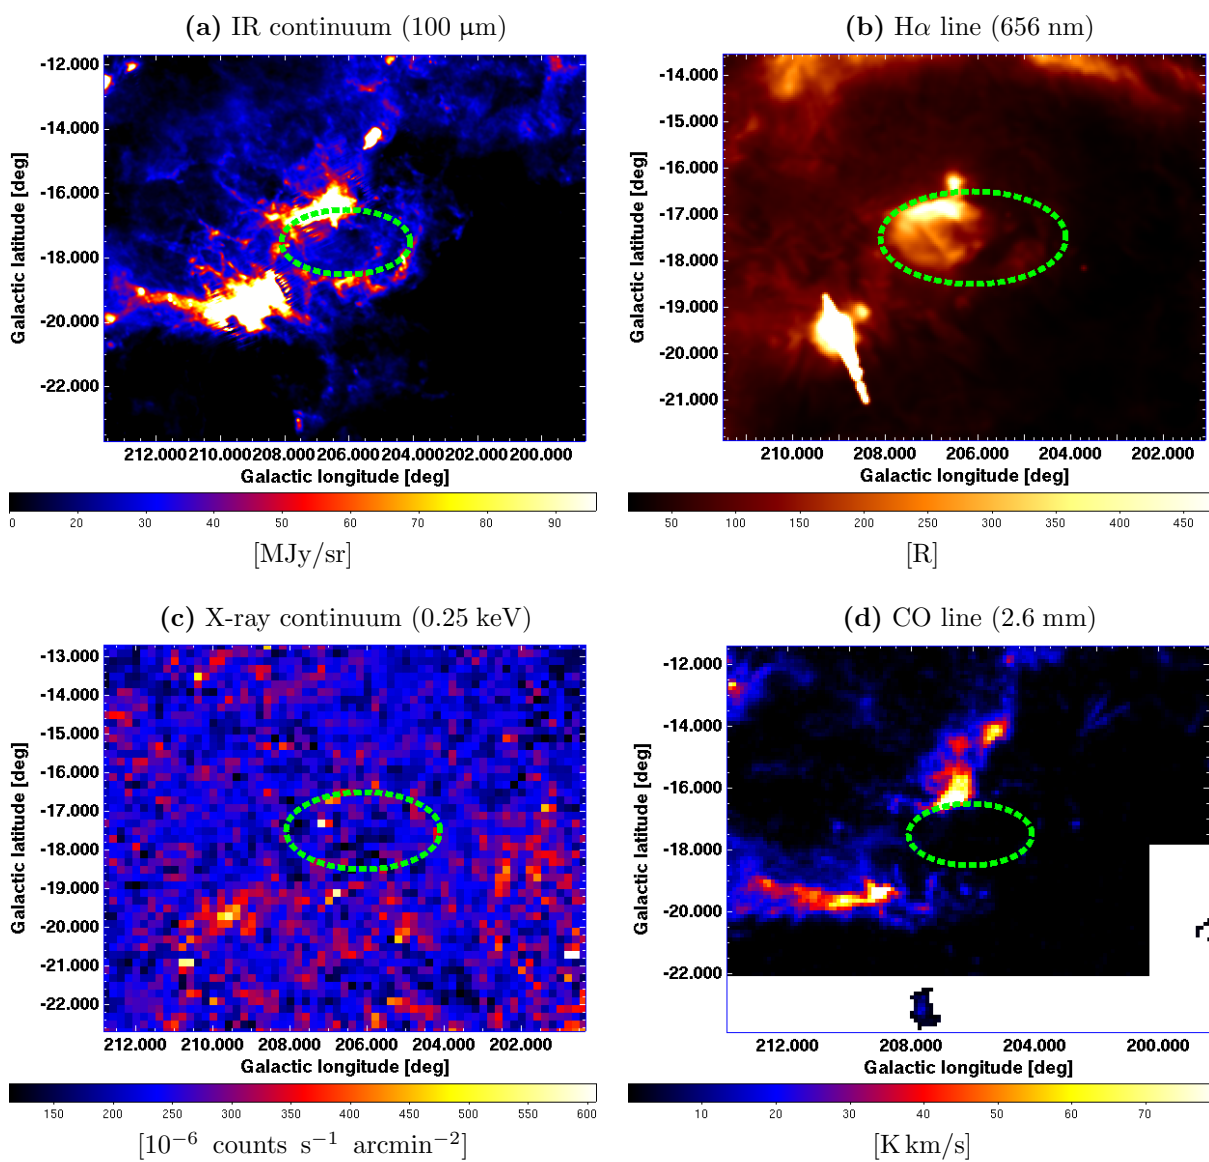 (a) IR continuum (100 μm)
-12.000
-14.000
-16.000
-18.000
-20.000
-22.000
Galactic latitude [deg]
212.000 210.000 208.000 206.000 204.000 202.000 200.000
Galactic longitude [deg]
0 10 20 30 40 50 60 70 80 90
[MJy/sr]
(b) Hα line (656 nm)
-14.000
-15.000
-16.000
-17.000
-18.000
-19.000
-20.000
-21.000
Galactic latitude [deg]
210.000 208.000 206.000 204.000 202.000
Galactic longitude [deg]
50 100 150 200 250 300 350 400 450
[R]
(c) X-ray continuum (0.25 keV)
-13.000
-14.000
-15.000
-16.000
-17.000
-18.000
-19.000
-20.000
-21.000
-22.000
Galactic latitude [deg]
212.000 210.000 208.000 206.000 204.000 202.000
Galactic longitude [deg]
150 200 250 300 350 400 450 500 550 600
[10⁻⁶ counts s⁻¹ arcmin⁻²]
(d) CO line (2.6 mm)
-12.000
-14.000
-16.000
-18.000
-20.000
-22.000
Galactic latitude [deg]
212.000 208.000 204.000 200.000
Galactic longitude [deg]
10 20 30 40 50 60 70
[K km/s]